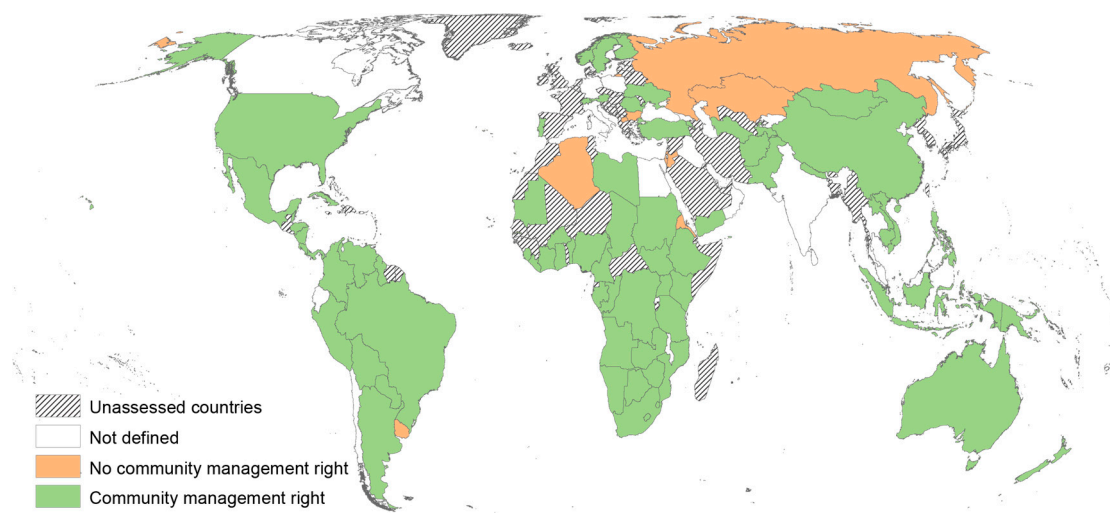 Unassessed countries
Not defined
No community management right
Community management right